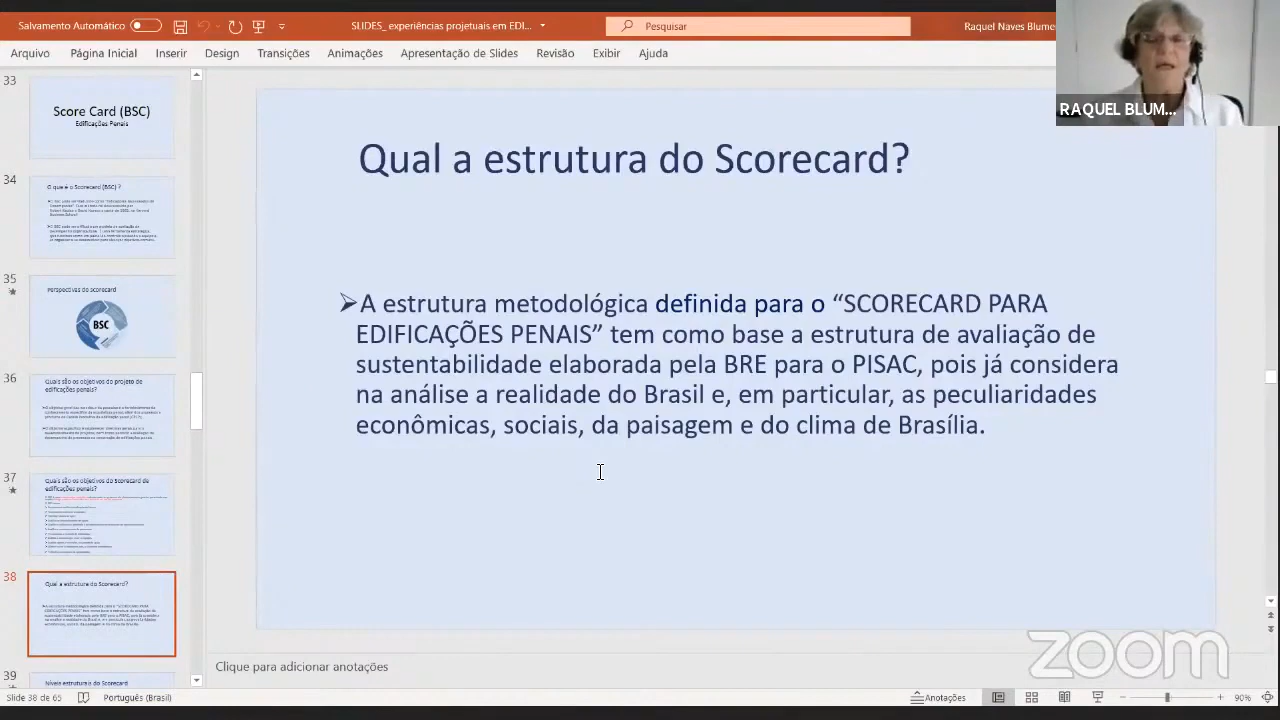 Salvamento Automático
SLIDES_ experiências projetuais em EDI...
Pesquisar
Raquel Naves Blume
Arquivo Página Inicial Inserir Design Transições Animações Apresentação de Slides Revisão Exibir Ajuda
RAQUEL BLUM...
33
Score Card (BSC)
Edificações Penais
34
O que é o Scorecard (BSC) ?
35
Perspectivas do scorecard
BSC
36
Quais são os objetivos do projeto de
edificações penais?
37
Quais são os objetivos do Scorecard de
edificações penais?
38
Qual a estrutura do Scorecard?
39
Níveis estruturais do Scorecard
Qual a estrutura do Scorecard?
➢A estrutura metodológica definida para o “SCORECARD PARA
EDIFICAÇÕES PENAIS” tem como base a estrutura de avaliação de
sustentabilidade elaborada pela BRE para o PISAC, pois já considera
na análise a realidade do Brasil e, em particular, as peculiaridades
econômicas, sociais, da paisagem e do clima de Brasília.
Clique para adicionar anotações
zoom
Slide 38 de 65 Português (Brasil) Anotações 90%